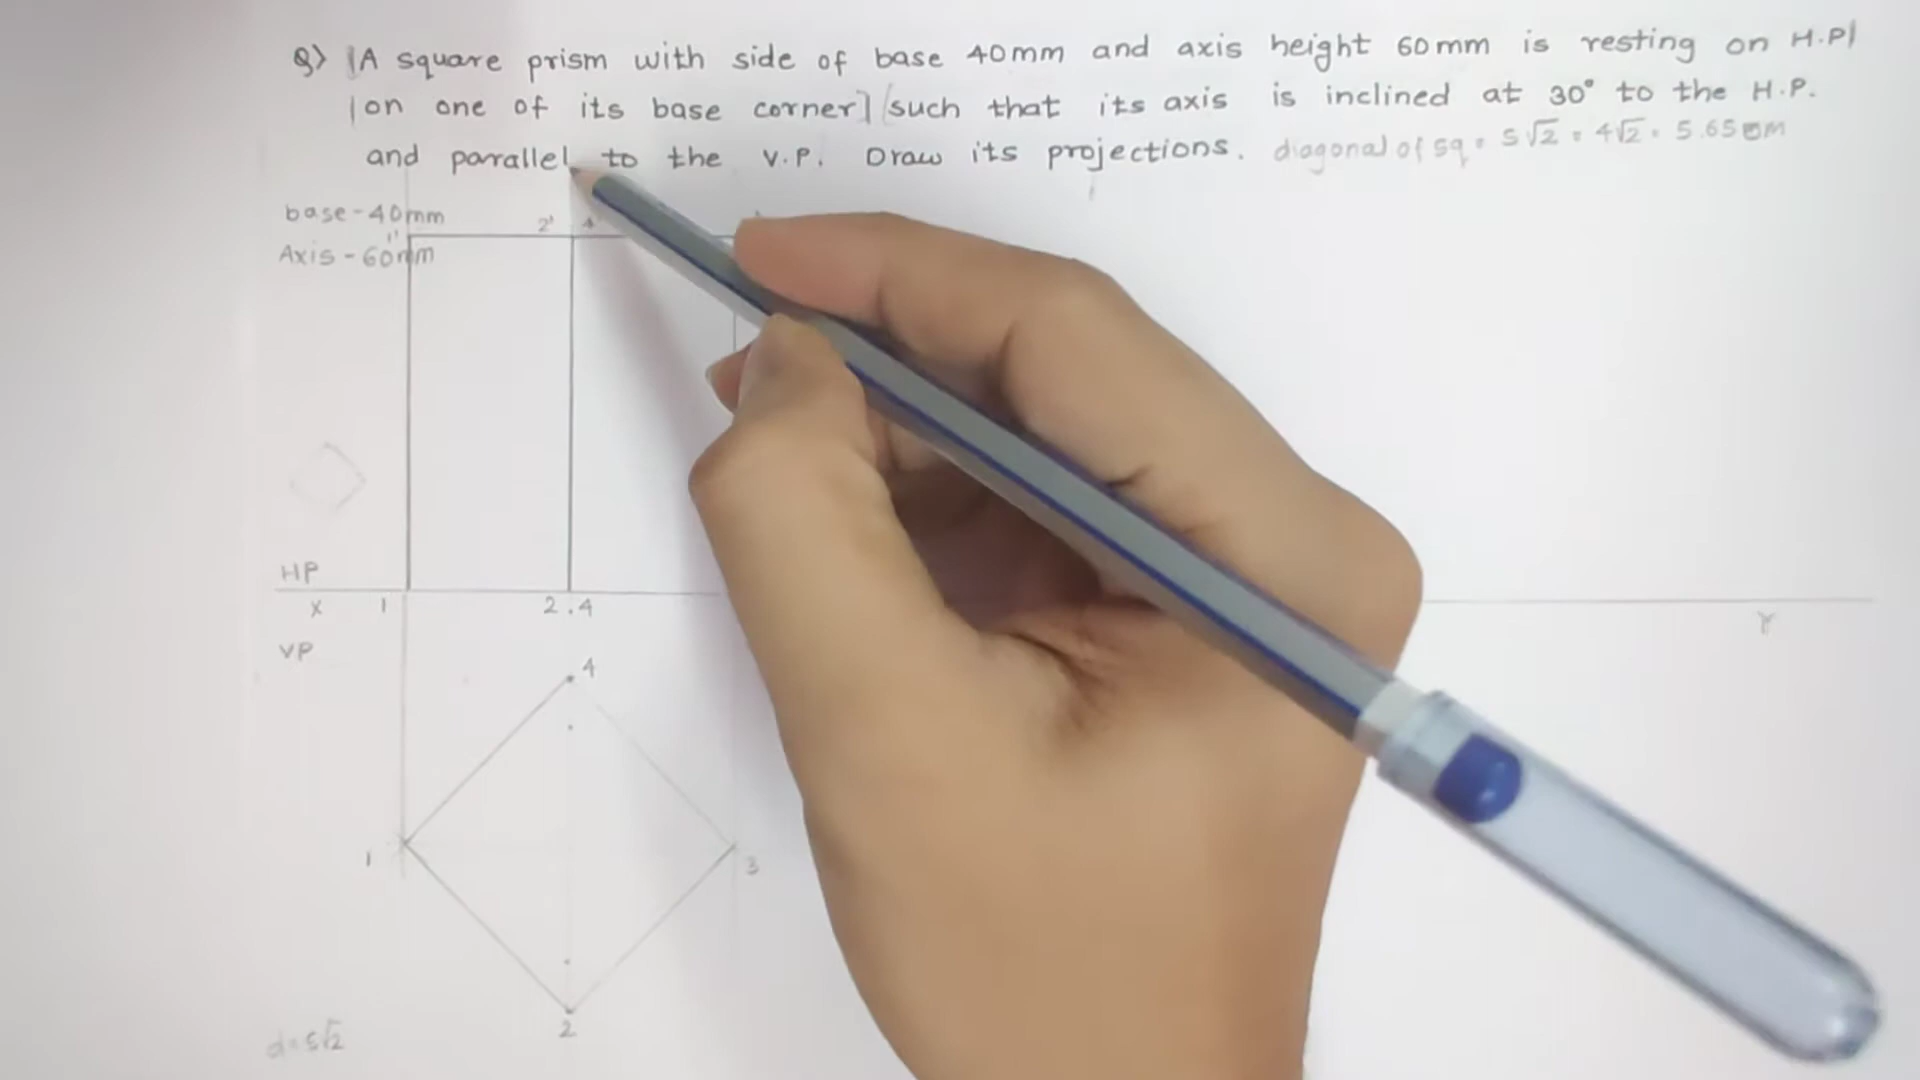 Q) A square prism with side of base 40mm and axis height 60mm is resting on H.P
on one of its base corner] such that its axis is inclined at 30° to the H.P.
and parallel to the V.P. Draw its projections. diagonal of sq = s√2 = 4√2 = 5.65 cm
base - 40mm
2' 4'
1'
Axis - 60mm
HP
X 1 2.4
Y
VP
4
1
3
2
d=s√2